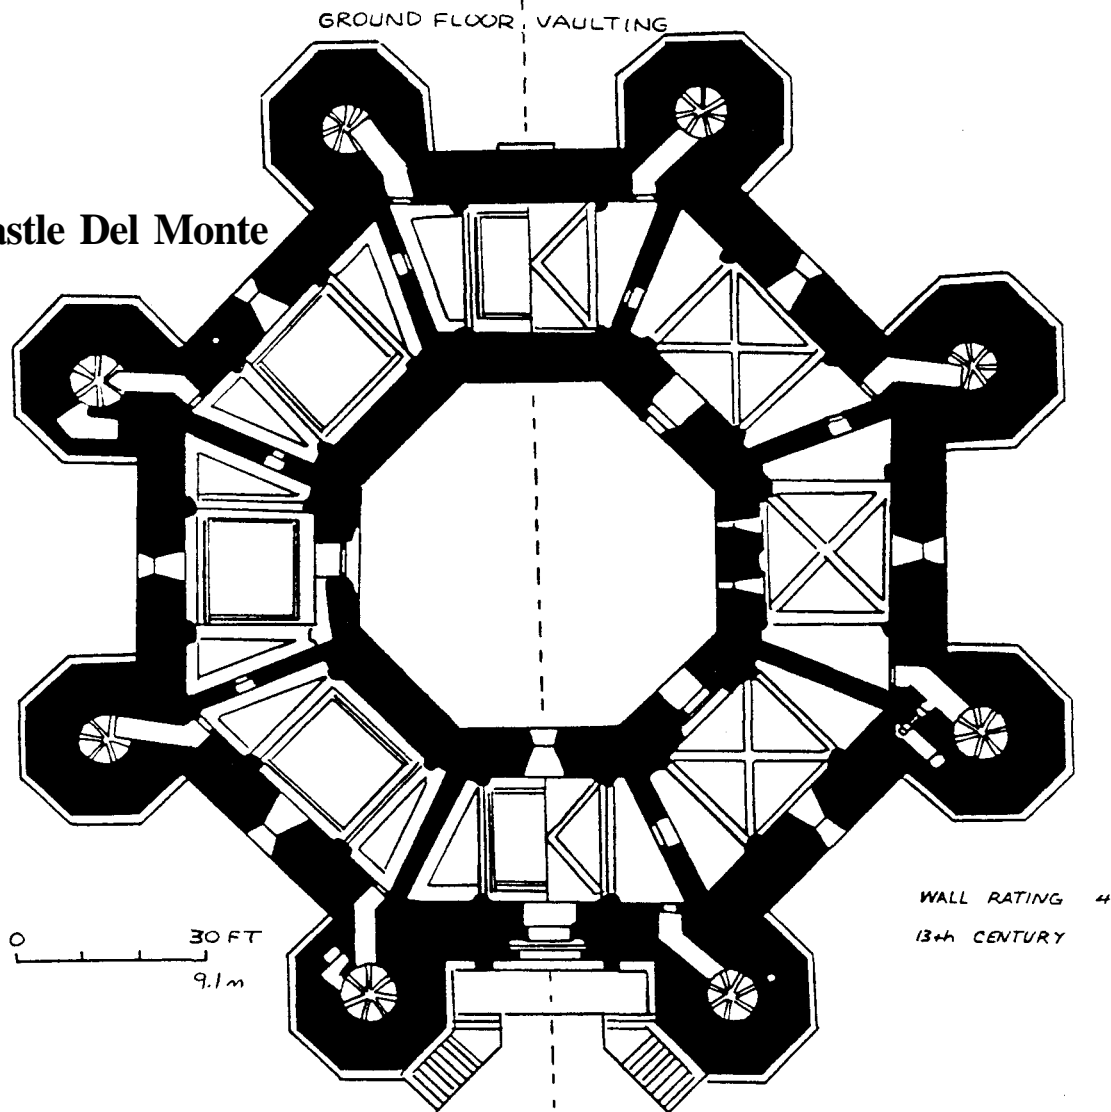 GROUND FLOOR VAULTING
astle Del Monte
0 30 FT
9.1m
WALL RATING 4
13th CENTURY